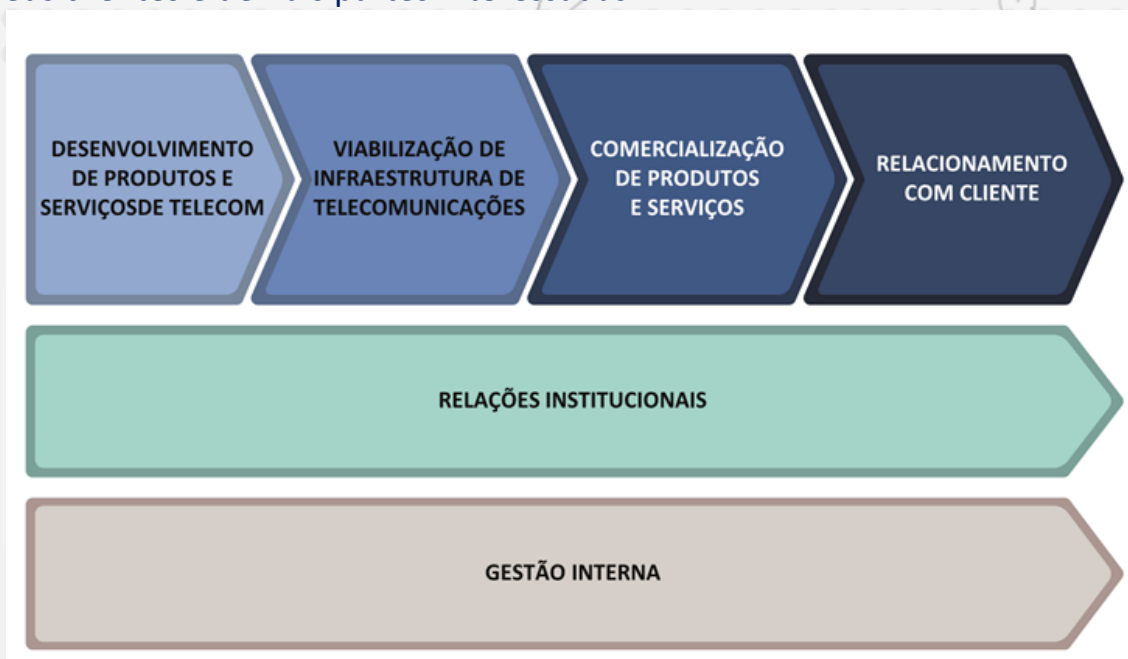 DESENVOLVIMENTO
DE PRODUTOS E
SERVIÇOSDE TELECOM
VIABILIZAÇÃO DE
INFRAESTRUTURA DE
TELECOMUNICAÇÕES
COMERCIALIZAÇÃO
DE PRODUTOS
E SERVIÇOS
RELACIONAMENTO
COM CLIENTE
RELAÇÕES INSTITUCIONAIS
GESTÃO INTERNA